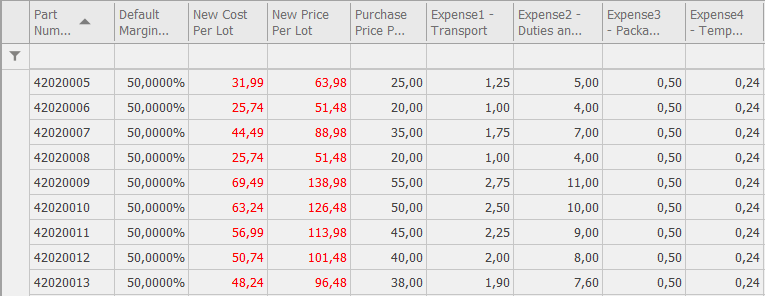 Part Num... Default Margin... New Cost Per Lot New Price Per Lot Purchase Price P... Expense1 - Transport Expense2 - Duties an... Expense3 - Packa... Expense4 - Temp...
42020005 50,0000% 31,99 63,98 25,00 1,25 5,00 0,50 0,24
42020006 50,0000% 25,74 51,48 20,00 1,00 4,00 0,50 0,24
42020007 50,0000% 44,49 88,98 35,00 1,75 7,00 0,50 0,24
42020008 50,0000% 25,74 51,48 20,00 1,00 4,00 0,50 0,24
42020009 50,0000% 69,49 138,98 55,00 2,75 11,00 0,50 0,24
42020010 50,0000% 63,24 126,48 50,00 2,50 10,00 0,50 0,24
42020011 50,0000% 56,99 113,98 45,00 2,25 9,00 0,50 0,24
42020012 50,0000% 50,74 101,48 40,00 2,00 8,00 0,50 0,24
42020013 50,0000% 48,24 96,48 38,00 1,90 7,60 0,50 0,24